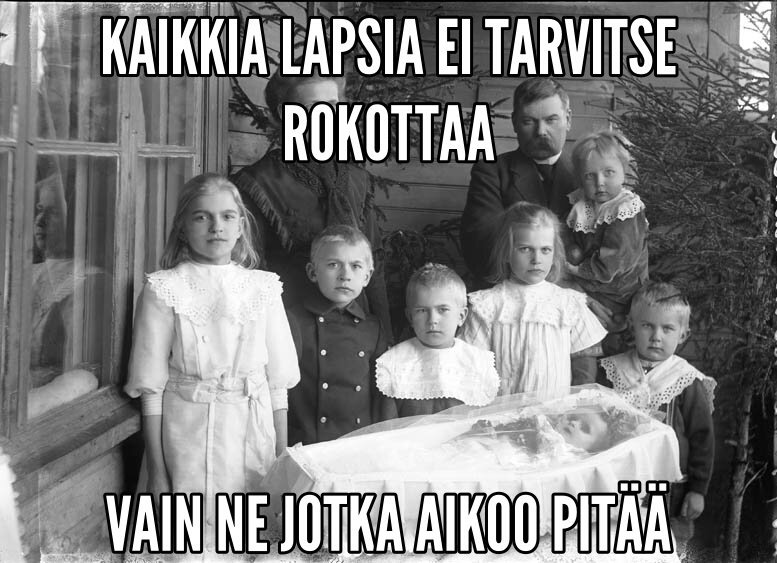 KAIKKIA LAPSIA EI TARVITSE
ROKOTTAA
VAIN NE JOTKA AIKOO PITÄÄ